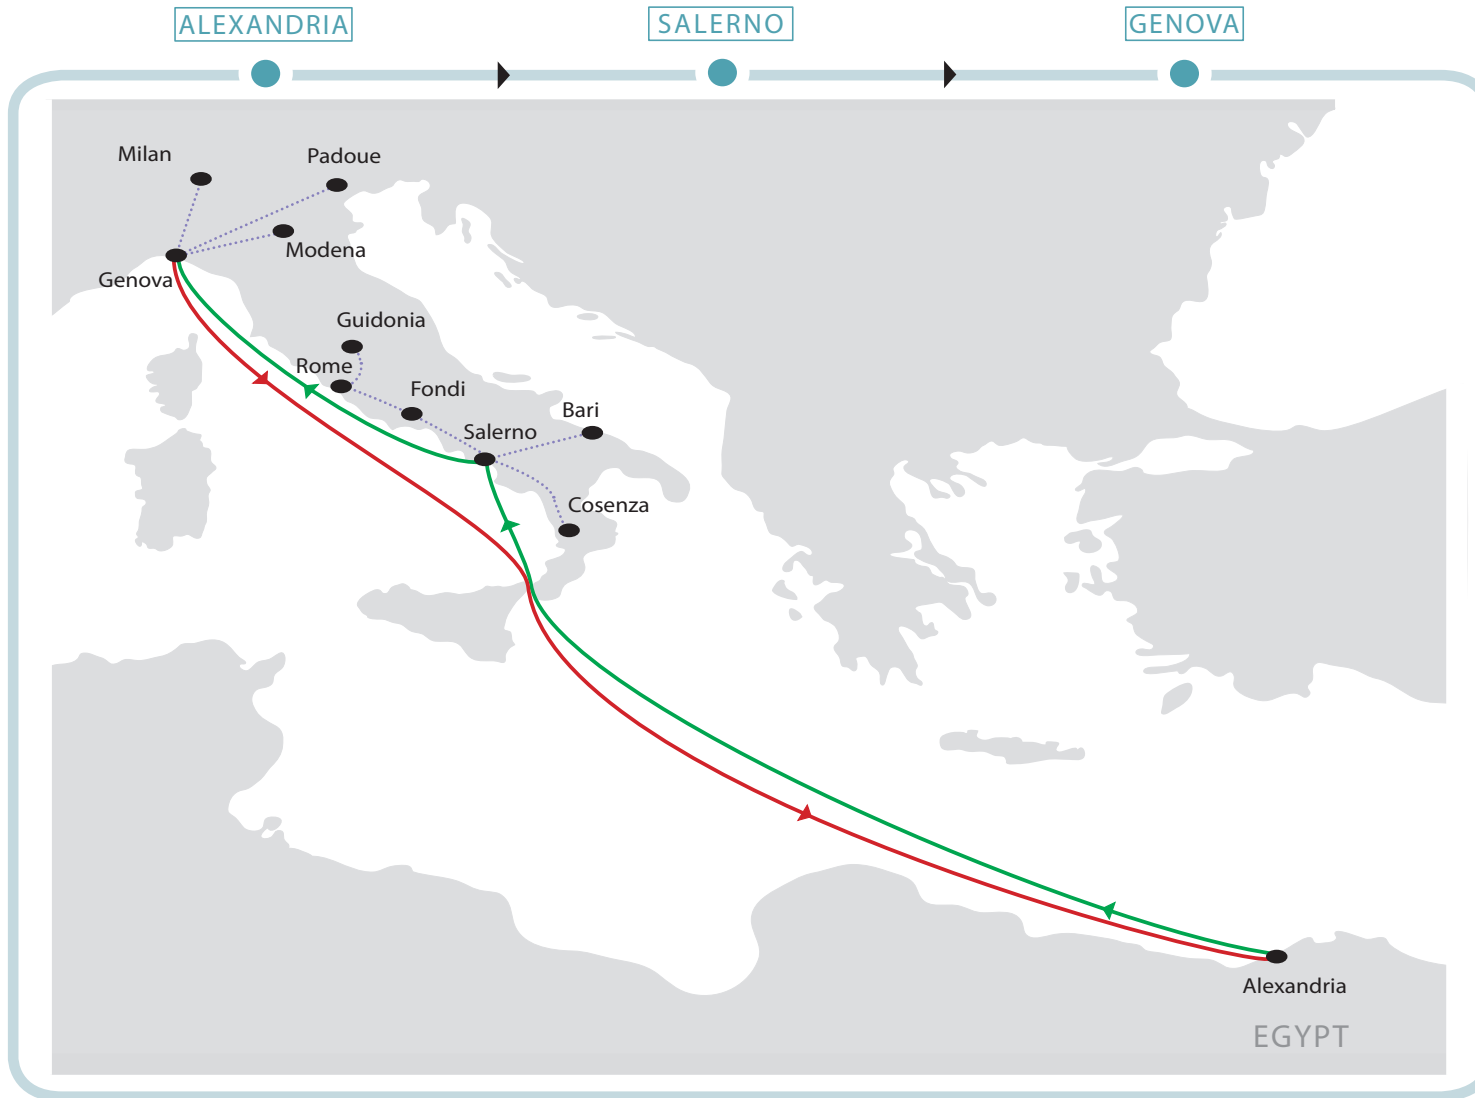 ALEXANDRIA
SALERNO
GENOVA
Milan
Padoue
Modena
Genova
Guidonia
Rome
Fondi
Bari
Salerno
Cosenza
Alexandria
EGYPT